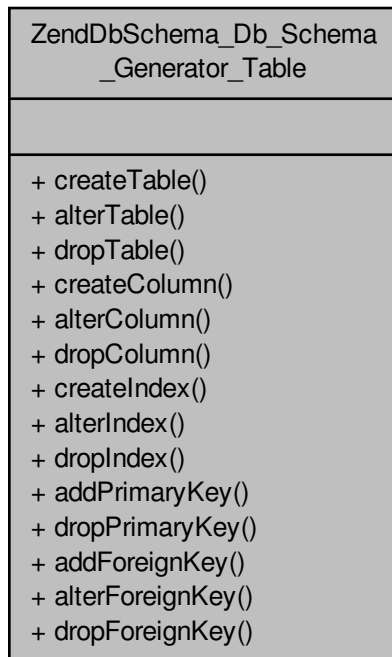 ZendDbSchema_Db_Schema
_Generator_Table
+ createTable()
+ alterTable()
+ dropTable()
+ createColumn()
+ alterColumn()
+ dropColumn()
+ createIndex()
+ alterIndex()
+ dropIndex()
+ addPrimaryKey()
+ dropPrimaryKey()
+ addForeignKey()
+ alterForeignKey()
+ dropForeignKey()